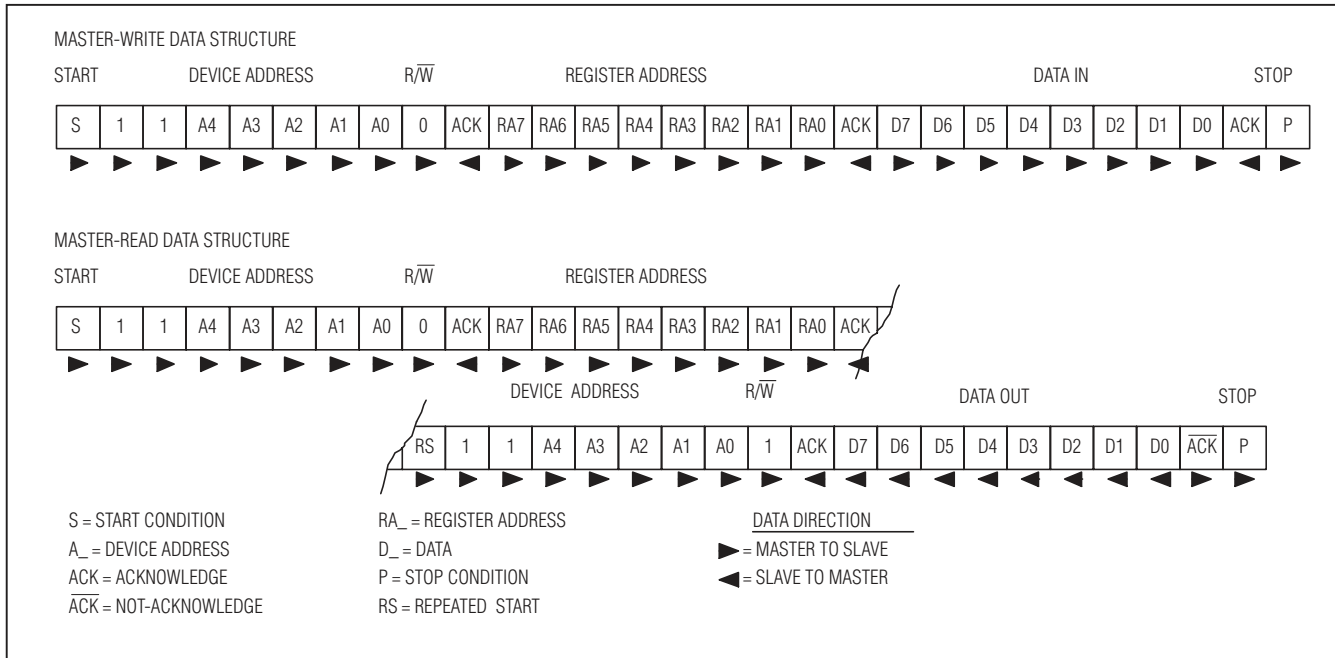 MASTER-WRITE DATA STRUCTURE
START DEVICE ADDRESS R/W̅ REGISTER ADDRESS DATA IN STOP
S 1 1 A4 A3 A2 A1 A0 0 ACK RA7 RA6 RA5 RA4 RA3 RA2 RA1 RA0 ACK D7 D6 D5 D4 D3 D2 D1 D0 ACK P
MASTER-READ DATA STRUCTURE
START DEVICE ADDRESS R/W̅ REGISTER ADDRESS
S 1 1 A4 A3 A2 A1 A0 0 ACK RA7 RA6 RA5 RA4 RA3 RA2 RA1 RA0 ACK
DEVICE ADDRESS R/W̅ DATA OUT STOP
RS 1 1 A4 A3 A2 A1 A0 1 ACK D7 D6 D5 D4 D3 D2 D1 D0 A̅C̅K̅ P
S = START CONDITION RA_ = REGISTER ADDRESS DATA DIRECTION
A_ = DEVICE ADDRESS D_ = DATA ► = MASTER TO SLAVE
ACK = ACKNOWLEDGE P = STOP CONDITION ◄ = SLAVE TO MASTER
A̅C̅K̅ = NOT-ACKNOWLEDGE RS = REPEATED START